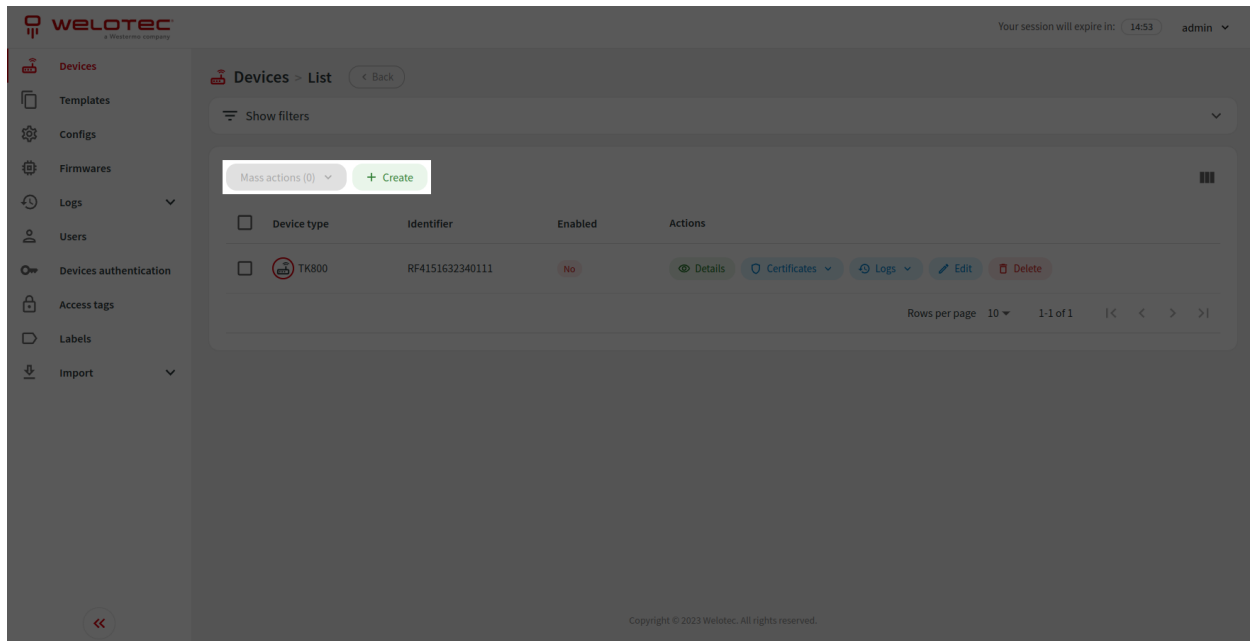 welotec
a Westermo company
Your session will expire in: 14:53 admin
Devices
Templates
Configs
Firmwares
Logs
Users
Devices authentication
Access tags
Labels
Import
Devices > List < Back
Show filters
Mass actions (0) + Create
Device type Identifier Enabled Actions
TK800 RF4151632340111 No Details Certificates Logs Edit Delete
Rows per page 10 1-1 of 1
Copyright © 2023 Welotec. All rights reserved.